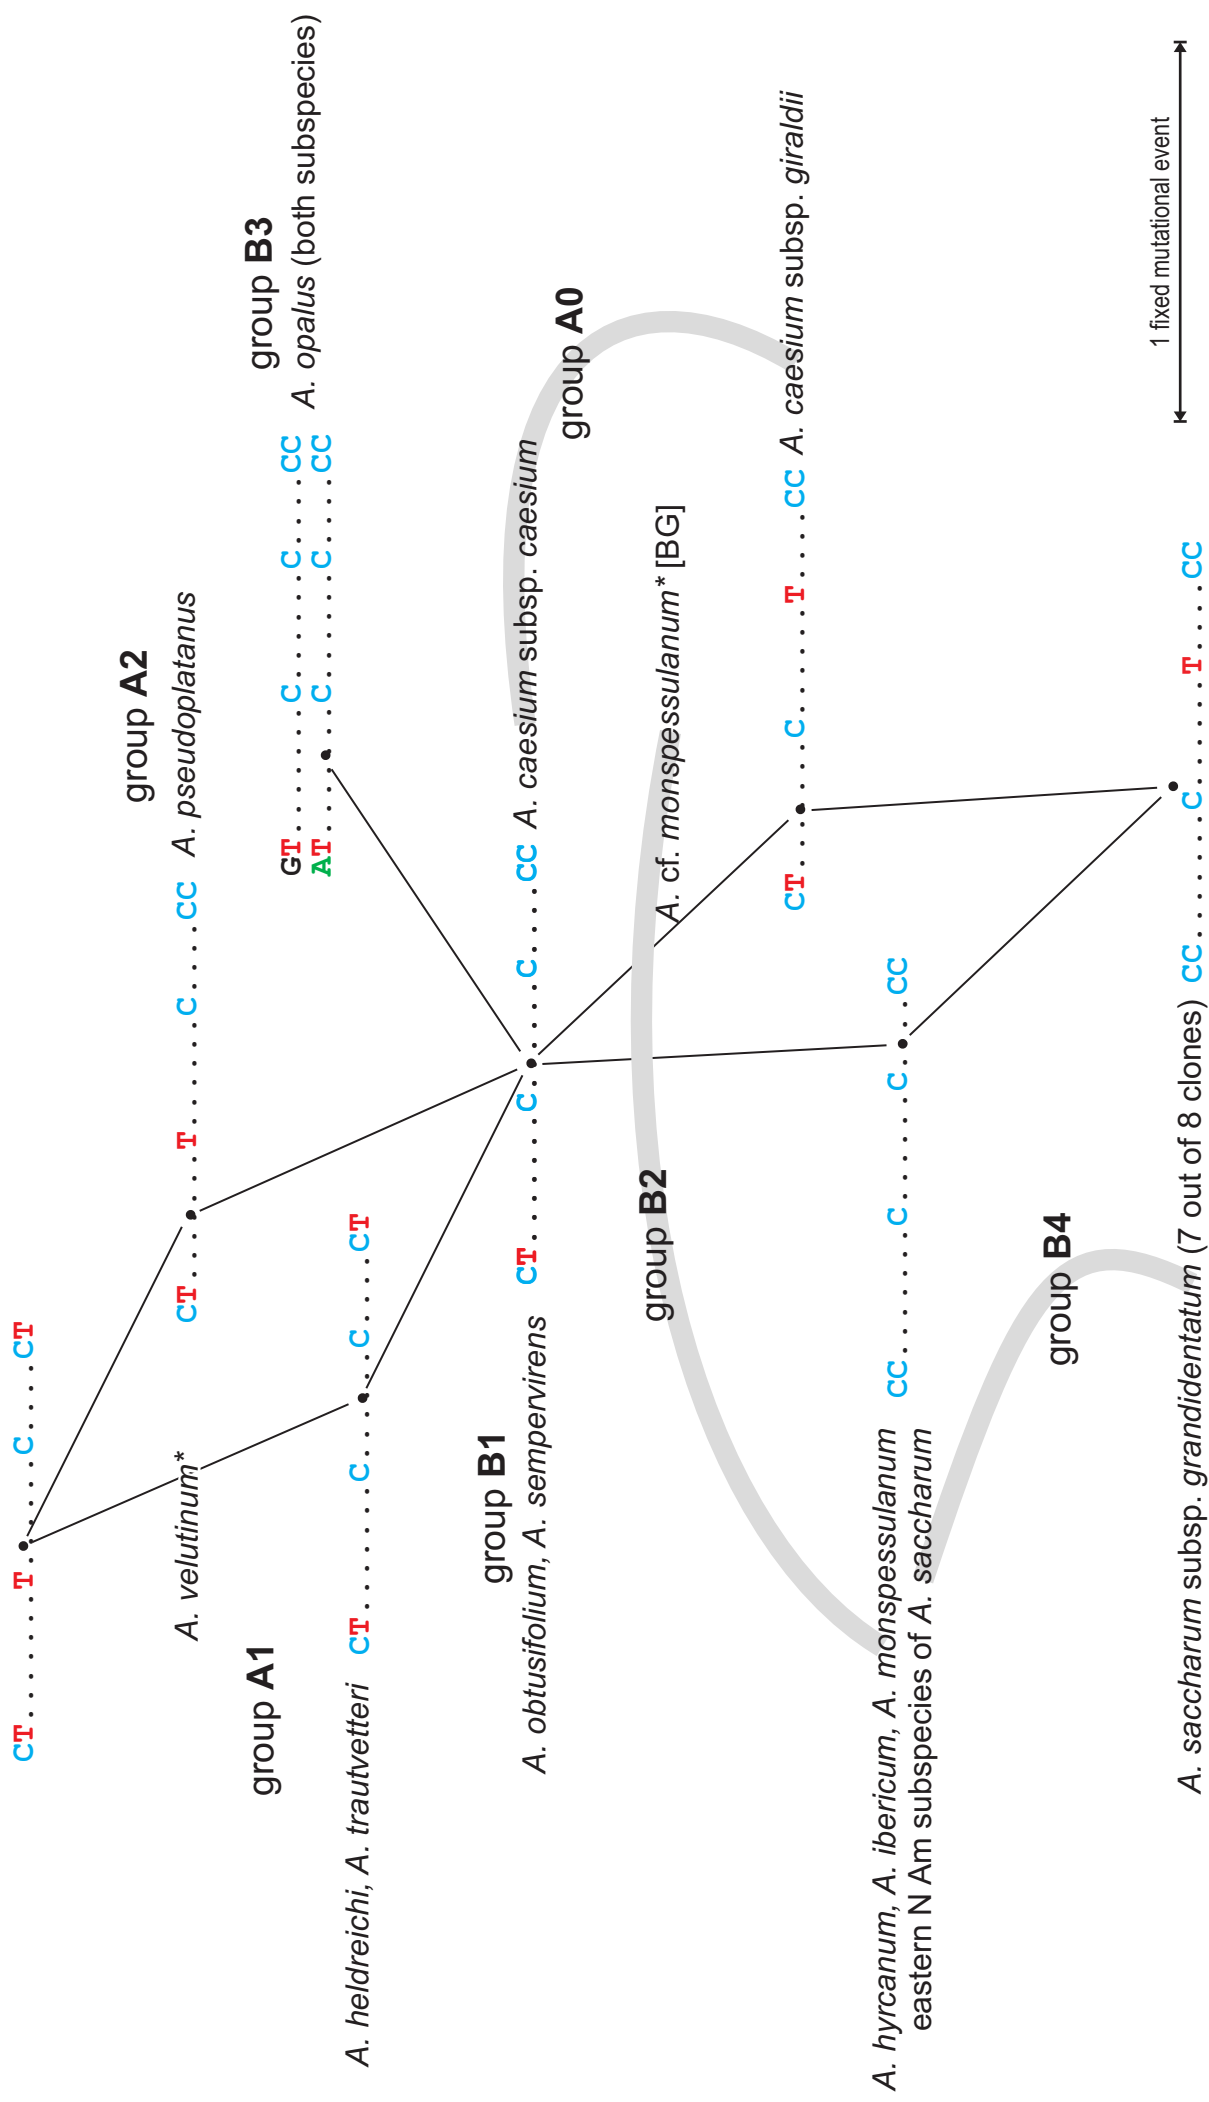 CT.......T......C....CT
group A2
A. velutinum*
CT.......T......C....CC A. pseudoplatanus
group A1
group B3
GT.......C......C....CC
AT.......C......C....CC
A. opalus (both subspecies)
A. heldreichi, A. trautvetteri CT.......C......C....CT
group B1
A. obtusifolium, A. sempervirens CT.......C......C....CC A. caesium subsp. caesium
group A0
group B2
A. cf. monspessulanum* [BG]
CT.......C......T....CC A. caesium subsp. giraldii
A. hyrcanum, A. ibericum, A. monspessulanum
eastern N Am subspecies of A. saccharum
CC.......C......C....CC
group B4
1 fixed mutational event
A. saccharum subsp. grandidentatum (7 out of 8 clones) CC.......C......T....CC